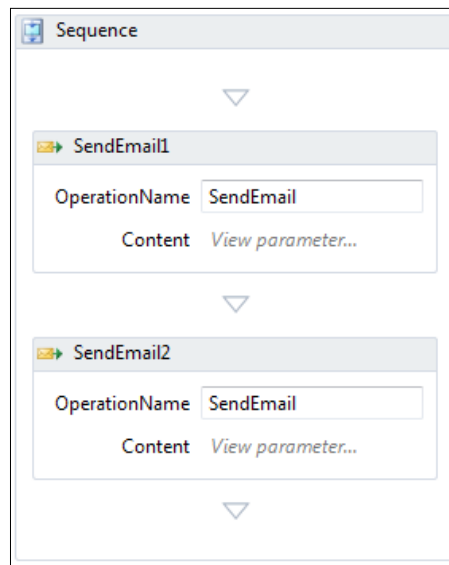 Sequence
SendEmail1
OperationName SendEmail
Content View parameter...
SendEmail2
OperationName SendEmail
Content View parameter...